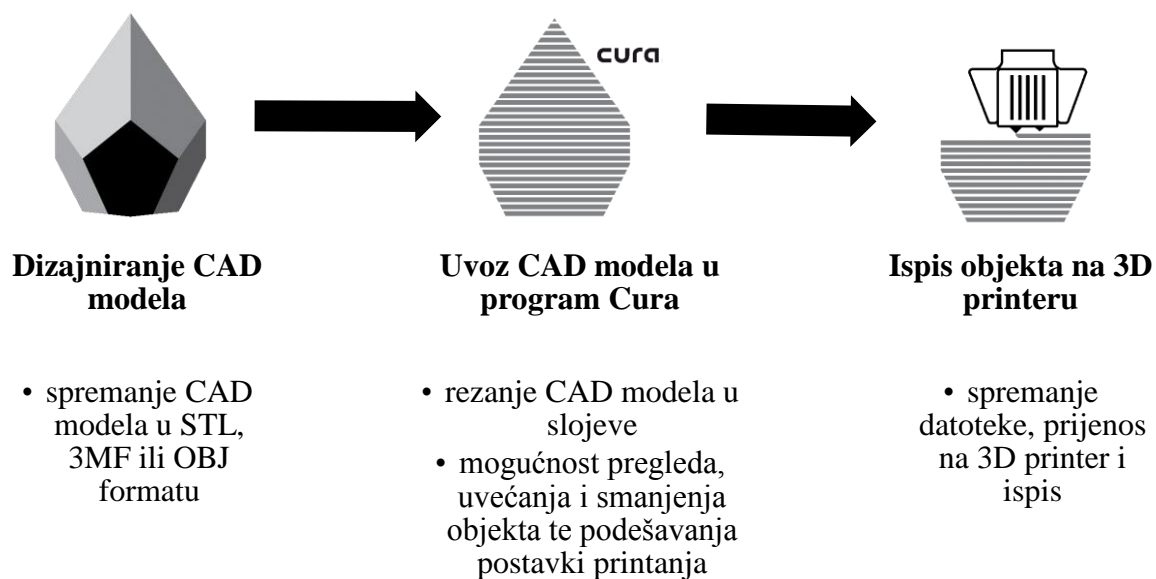 cura
Dizajniranje CAD
modela
• spremanje CAD
modela u STL,
3MF ili OBJ
formatu
Uvoz CAD modela u
program Cura
• rezanje CAD modela u
slojeve
• mogućnost pregleda,
uvećanja i smanjenja
objekta te podešavanja
postavki printanja
Ispis objekta na 3D
printeru
• spremanje
datoteke, prijenos
na 3D printer i
ispis